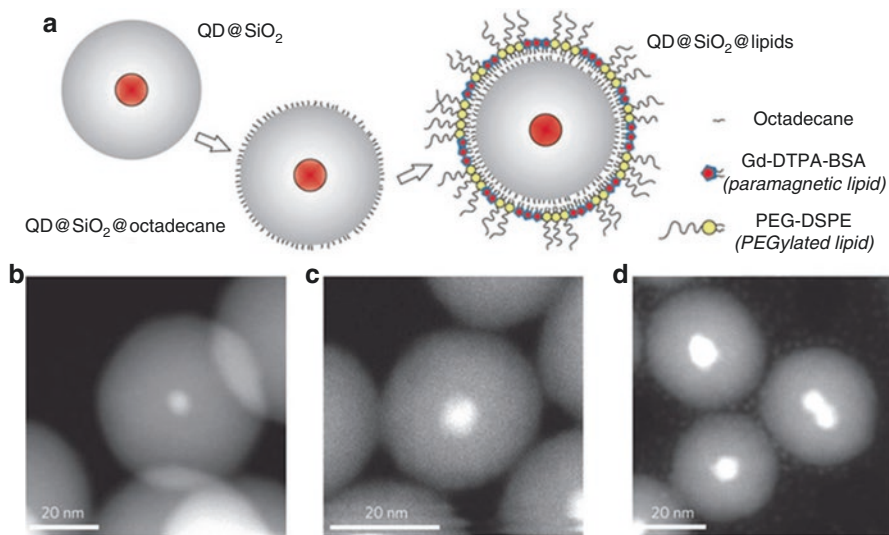 a
QD@SiO₂
QD@SiO₂@octadecane
QD@SiO₂@lipids
Octadecane
Gd-DTPA-BSA
(paramagnetic lipid)
PEG-DSPE
(PEGylated lipid)
b
20 nm
c
20 nm
d
20 nm